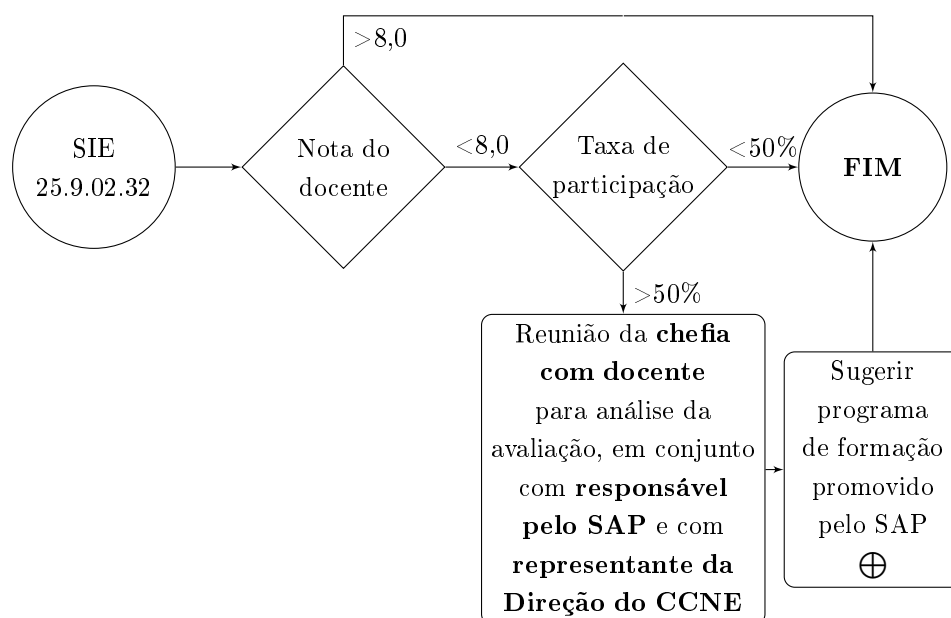 >8,0
SIE
25.9.02.32
Nota do
docente
<8,0
Taxa de
participação
<50%
FIM
>50%
Reunião da chefia
com docente
para análise da
avaliação, em conjunto
com responsável
pelo SAP e com
representante da
Direção do CCNE
Sugerir
programa
de formação
promovido
pelo SAP